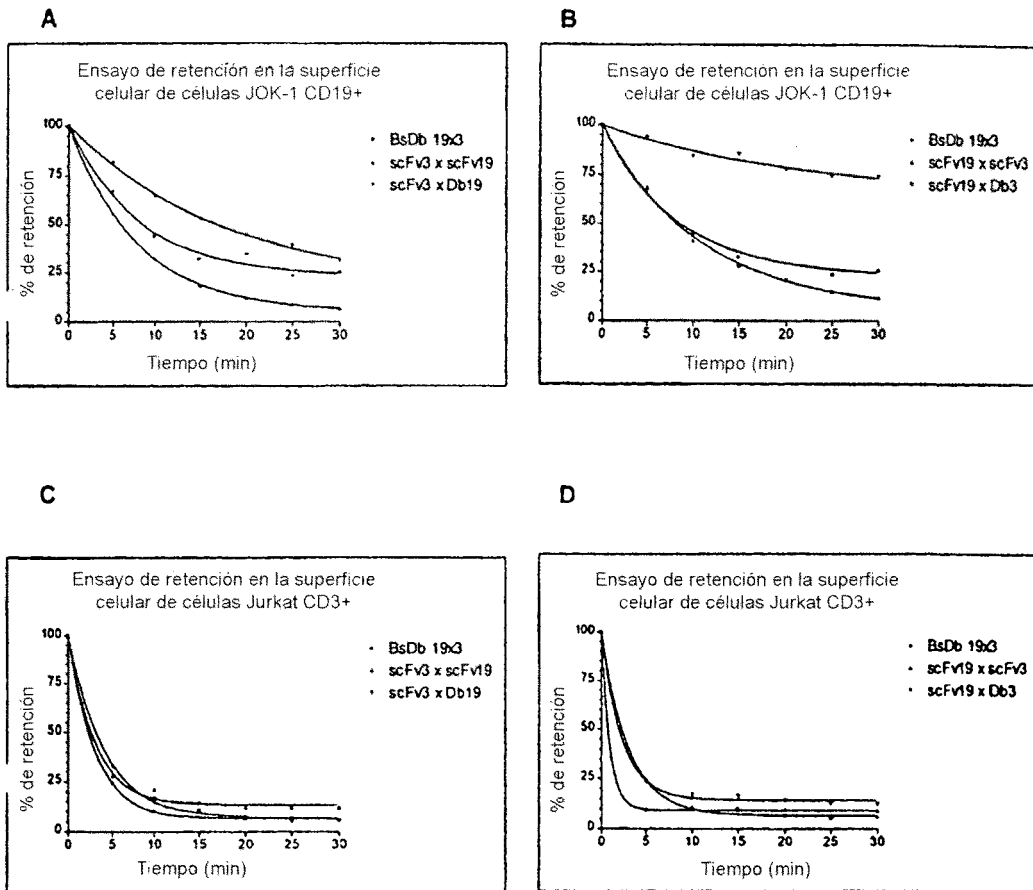 A
Ensayo de retención en la superficie
celular de células JOK-1 CD19+
% de retención
100
75
50
25
0
0 5 10 15 20 25 30
Tiempo (min)
BsDb 19x3
scFv3 x scFv19
scFv3 x Db19
B
Ensayo de retención en la superficie
celular de células JOK-1 CD19+
% de retención
100
75
50
25
0
0 5 10 15 20 25 30
Tiempo (min)
BsDb 19x3
scFv19 x scFv3
scFv19 x Db3
C
Ensayo de retención en la superficie
celular de células Jurkat CD3+
% de retención
100
75
50
25
0
0 5 10 15 20 25 30
Tiempo (min)
BsDb 19x3
scFv3 x scFv19
scFv3 x Db19
D
Ensayo de retención en la superficie
celular de células Jurkat CD3+
% de retención
100
75
50
25
0
0 5 10 15 20 25 30
Tiempo (min)
BsDb 19x3
scFv19 x scFv3
scFv19 x Db3